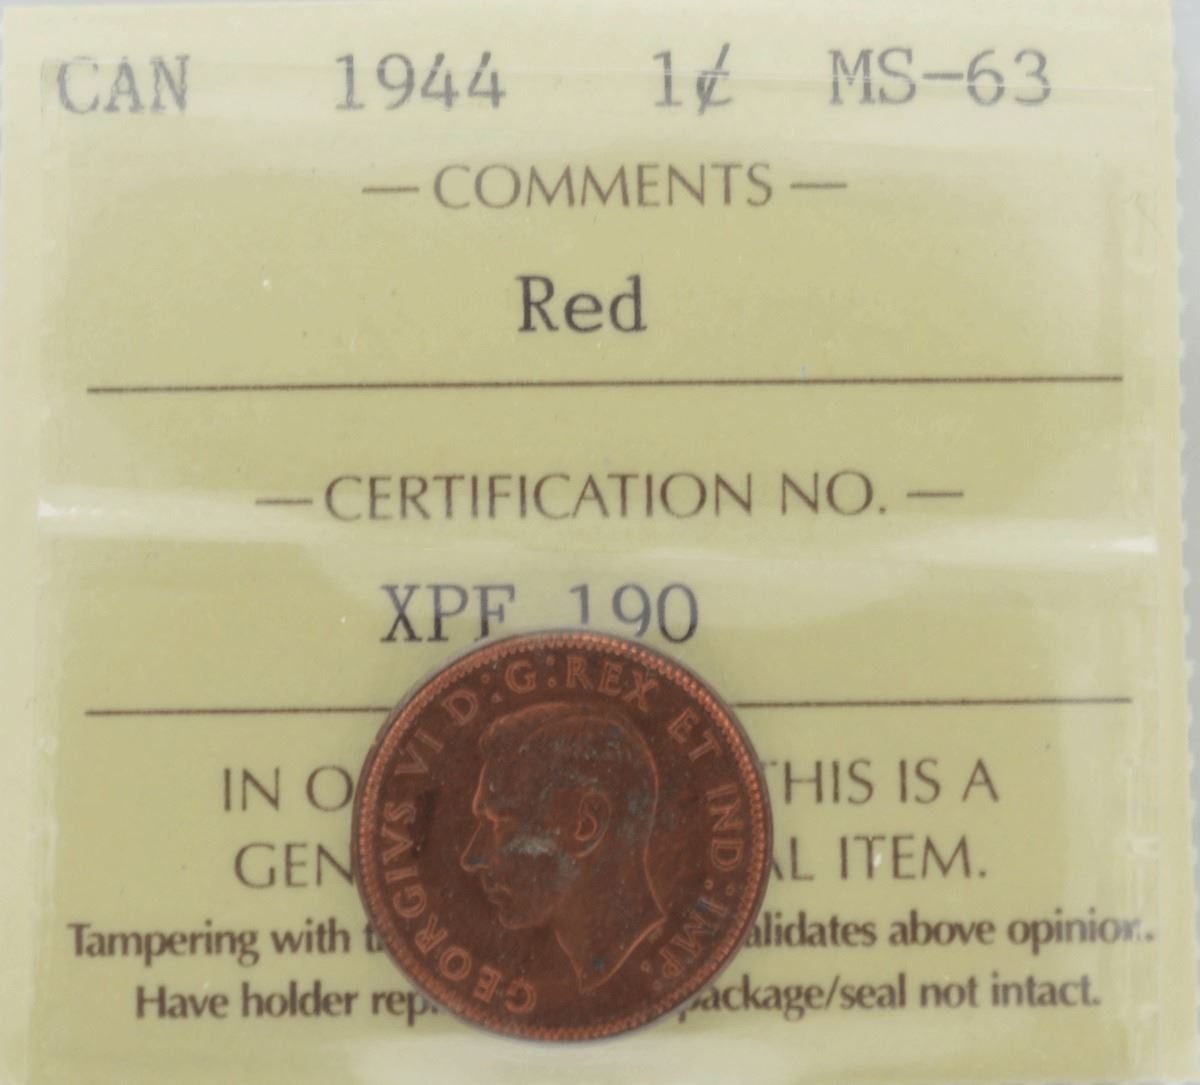 CAN 1944 1¢ MS-63
— COMMENTS —
Red
— CERTIFICATION NO. —
XPF 190
IN O THIS IS A
GEN AL ITEM.
Tampering with t alidates above opinion.
Have holder rep. package/seal not intact.
GEORGIVS VI D:G:REX ET IND:IMP: